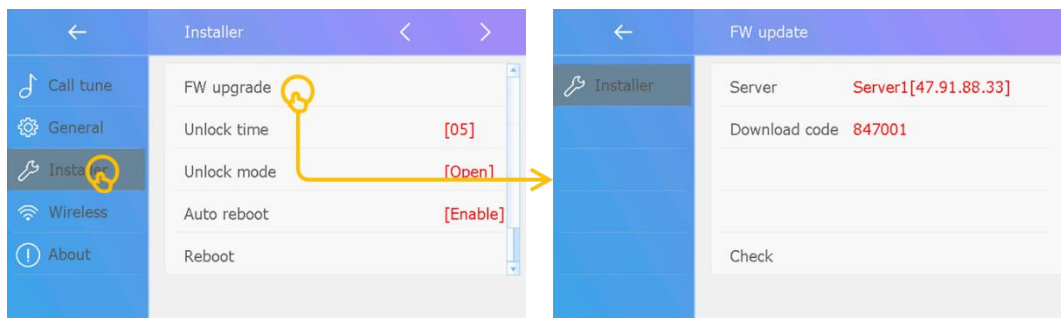 Installer
Call tune
General
Installer
Wireless
About
FW upgrade
Unlock time [05]
Unlock mode [Open]
Auto reboot [Enable]
Reboot
FW update
Installer
Server Server1[47.91.88.33]
Download code 847001
Check